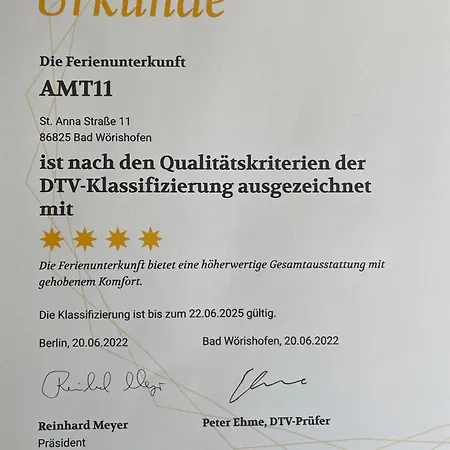 Urkunde
Die Ferienunterkunft
AMT11
St. Anna Straße 11
86825 Bad Wörishofen
ist nach den Qualitätskriterien der
DTV-Klassifizierung ausgezeichnet
mit
Die Ferienunterkunft bietet eine höherwertige Gesamtausstattung mit
gehobenem Komfort.
Die Klassifizierung ist bis zum 22.06.2025 gültig.
Berlin, 20.06.2022 Bad Wörishofen, 20.06.2022
Reinhard Meyer Peter Ehme, DTV-Prüfer
Präsident